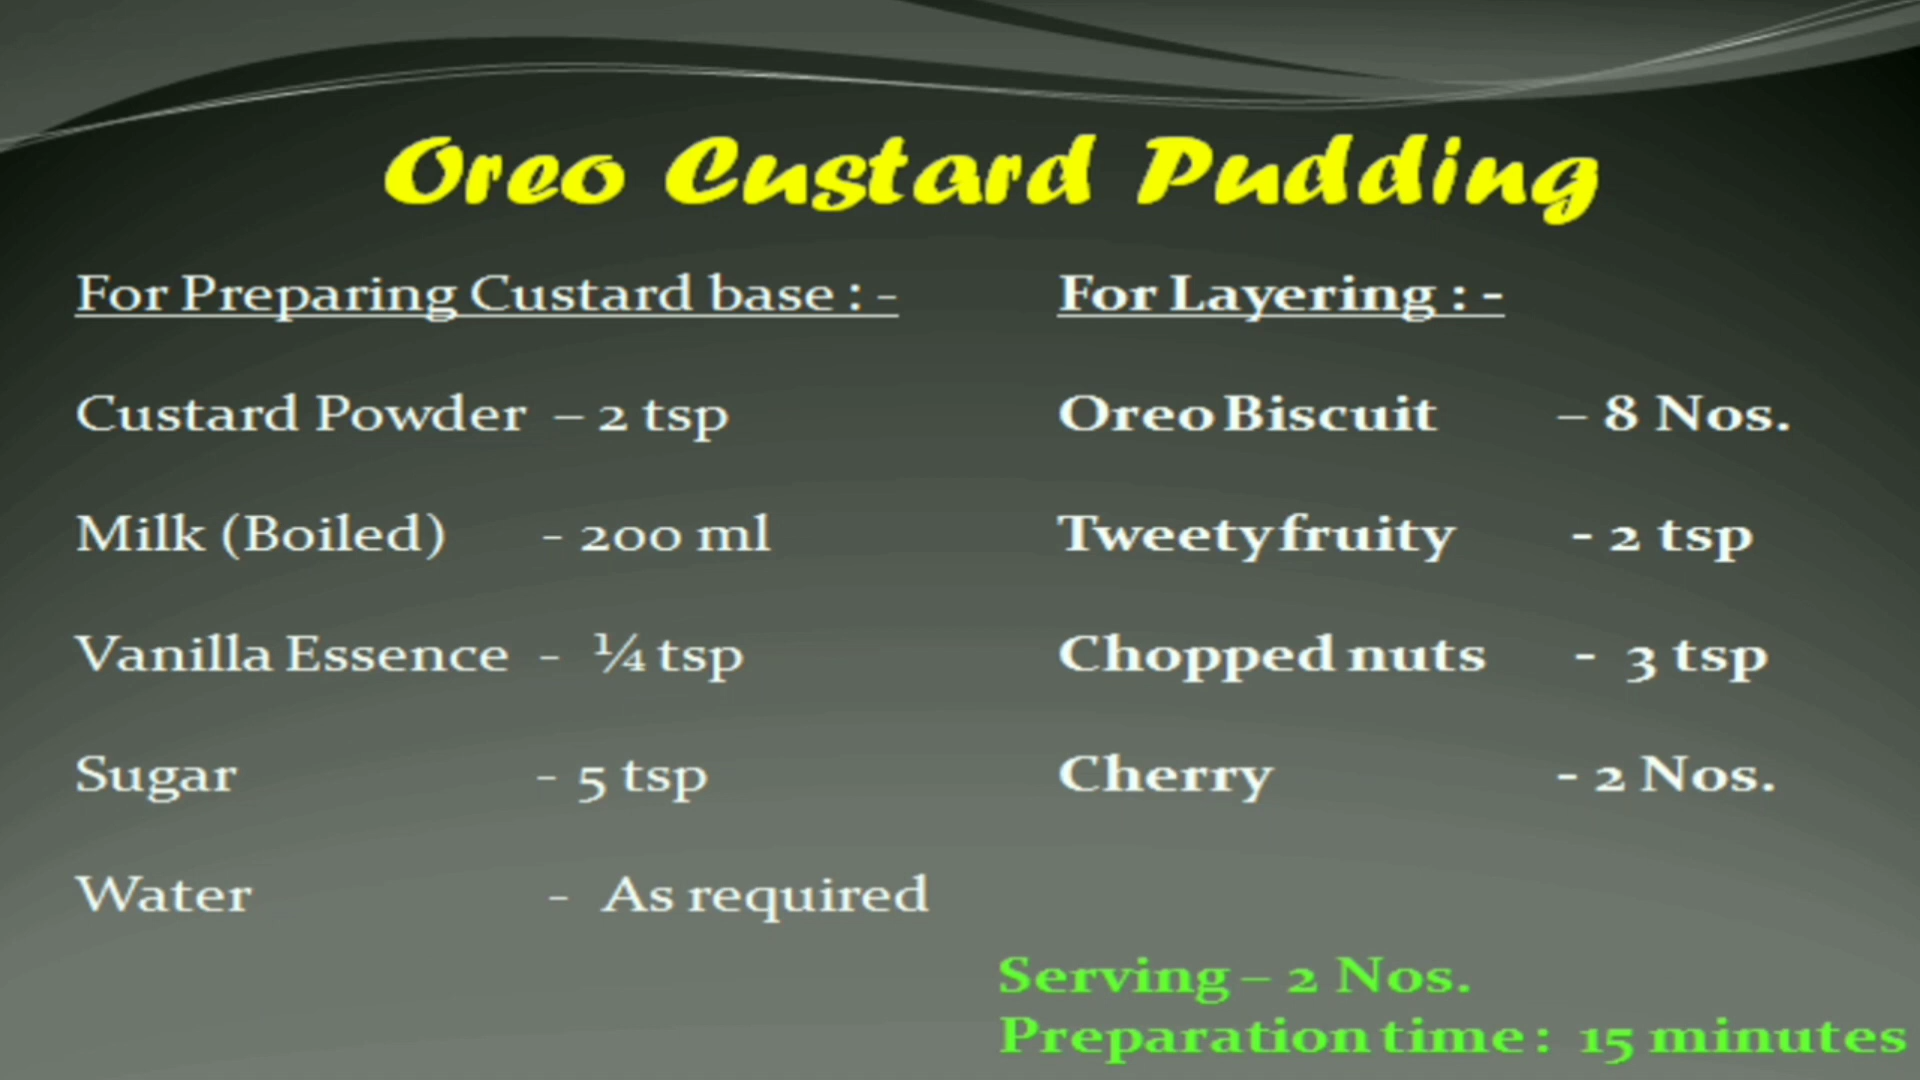 Oreo Custard Pudding
For Preparing Custard base : -
Custard Powder – 2 tsp
Milk (Boiled) - 200 ml
Vanilla Essence - ¼ tsp
Sugar - 5 tsp
Water - As required
For Layering : -
Oreo Biscuit – 8 Nos.
Tweety fruity - 2 tsp
Chopped nuts - 3 tsp
Cherry - 2 Nos.
Serving – 2 Nos.
Preparation time : 15 minutes